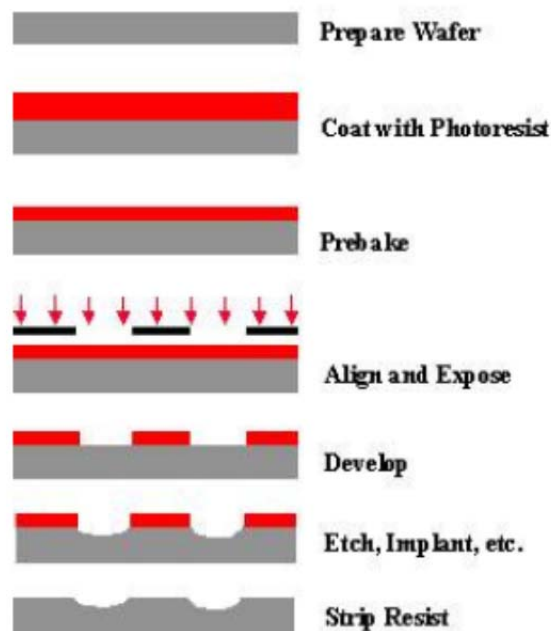 Prepare Wafer
Coat with Photoresist
Prebake
Align and Expose
Develop
Etch, Implant, etc.
Strip Resist